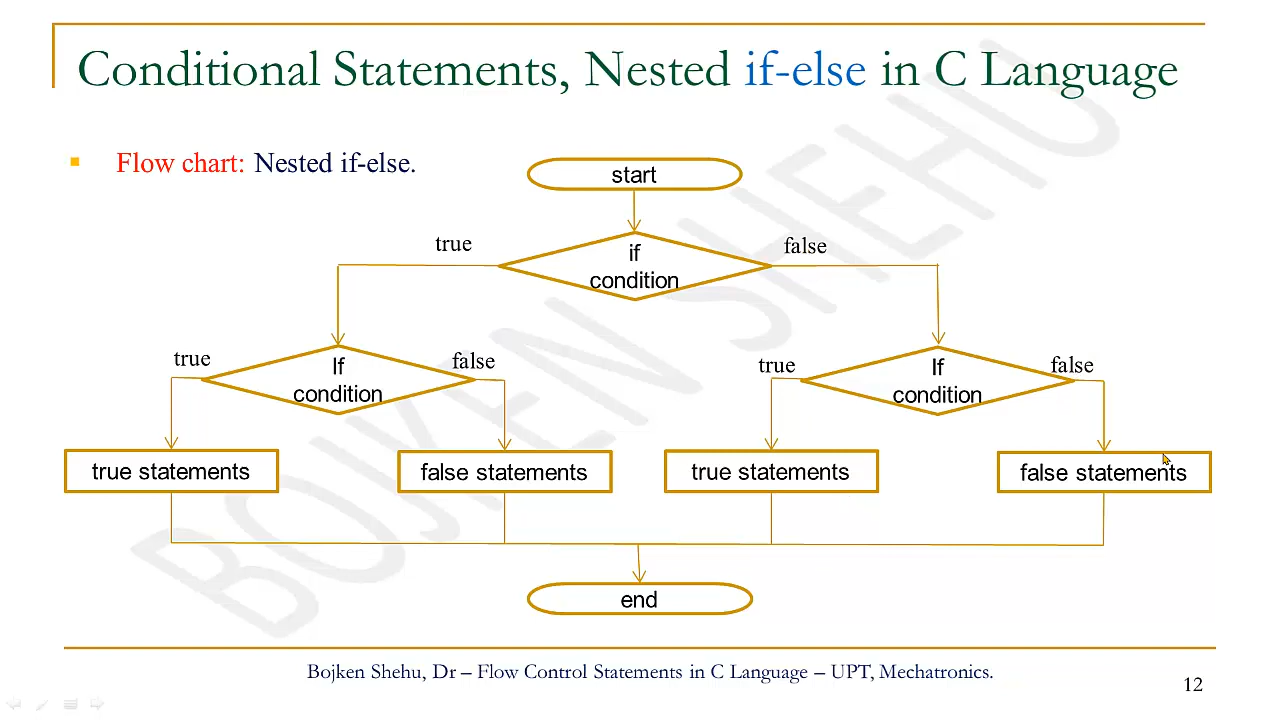 Conditional Statements, Nested if-else in C Language
▪ Flow chart: Nested if-else.
start
true
false
if
condition
true
false
true
false
If
condition
If
condition
true statements
false statements
true statements
false statements
end
BOJKEN SHEHU
Bojken Shehu, Dr – Flow Control Statements in C Language – UPT, Mechatronics.
12